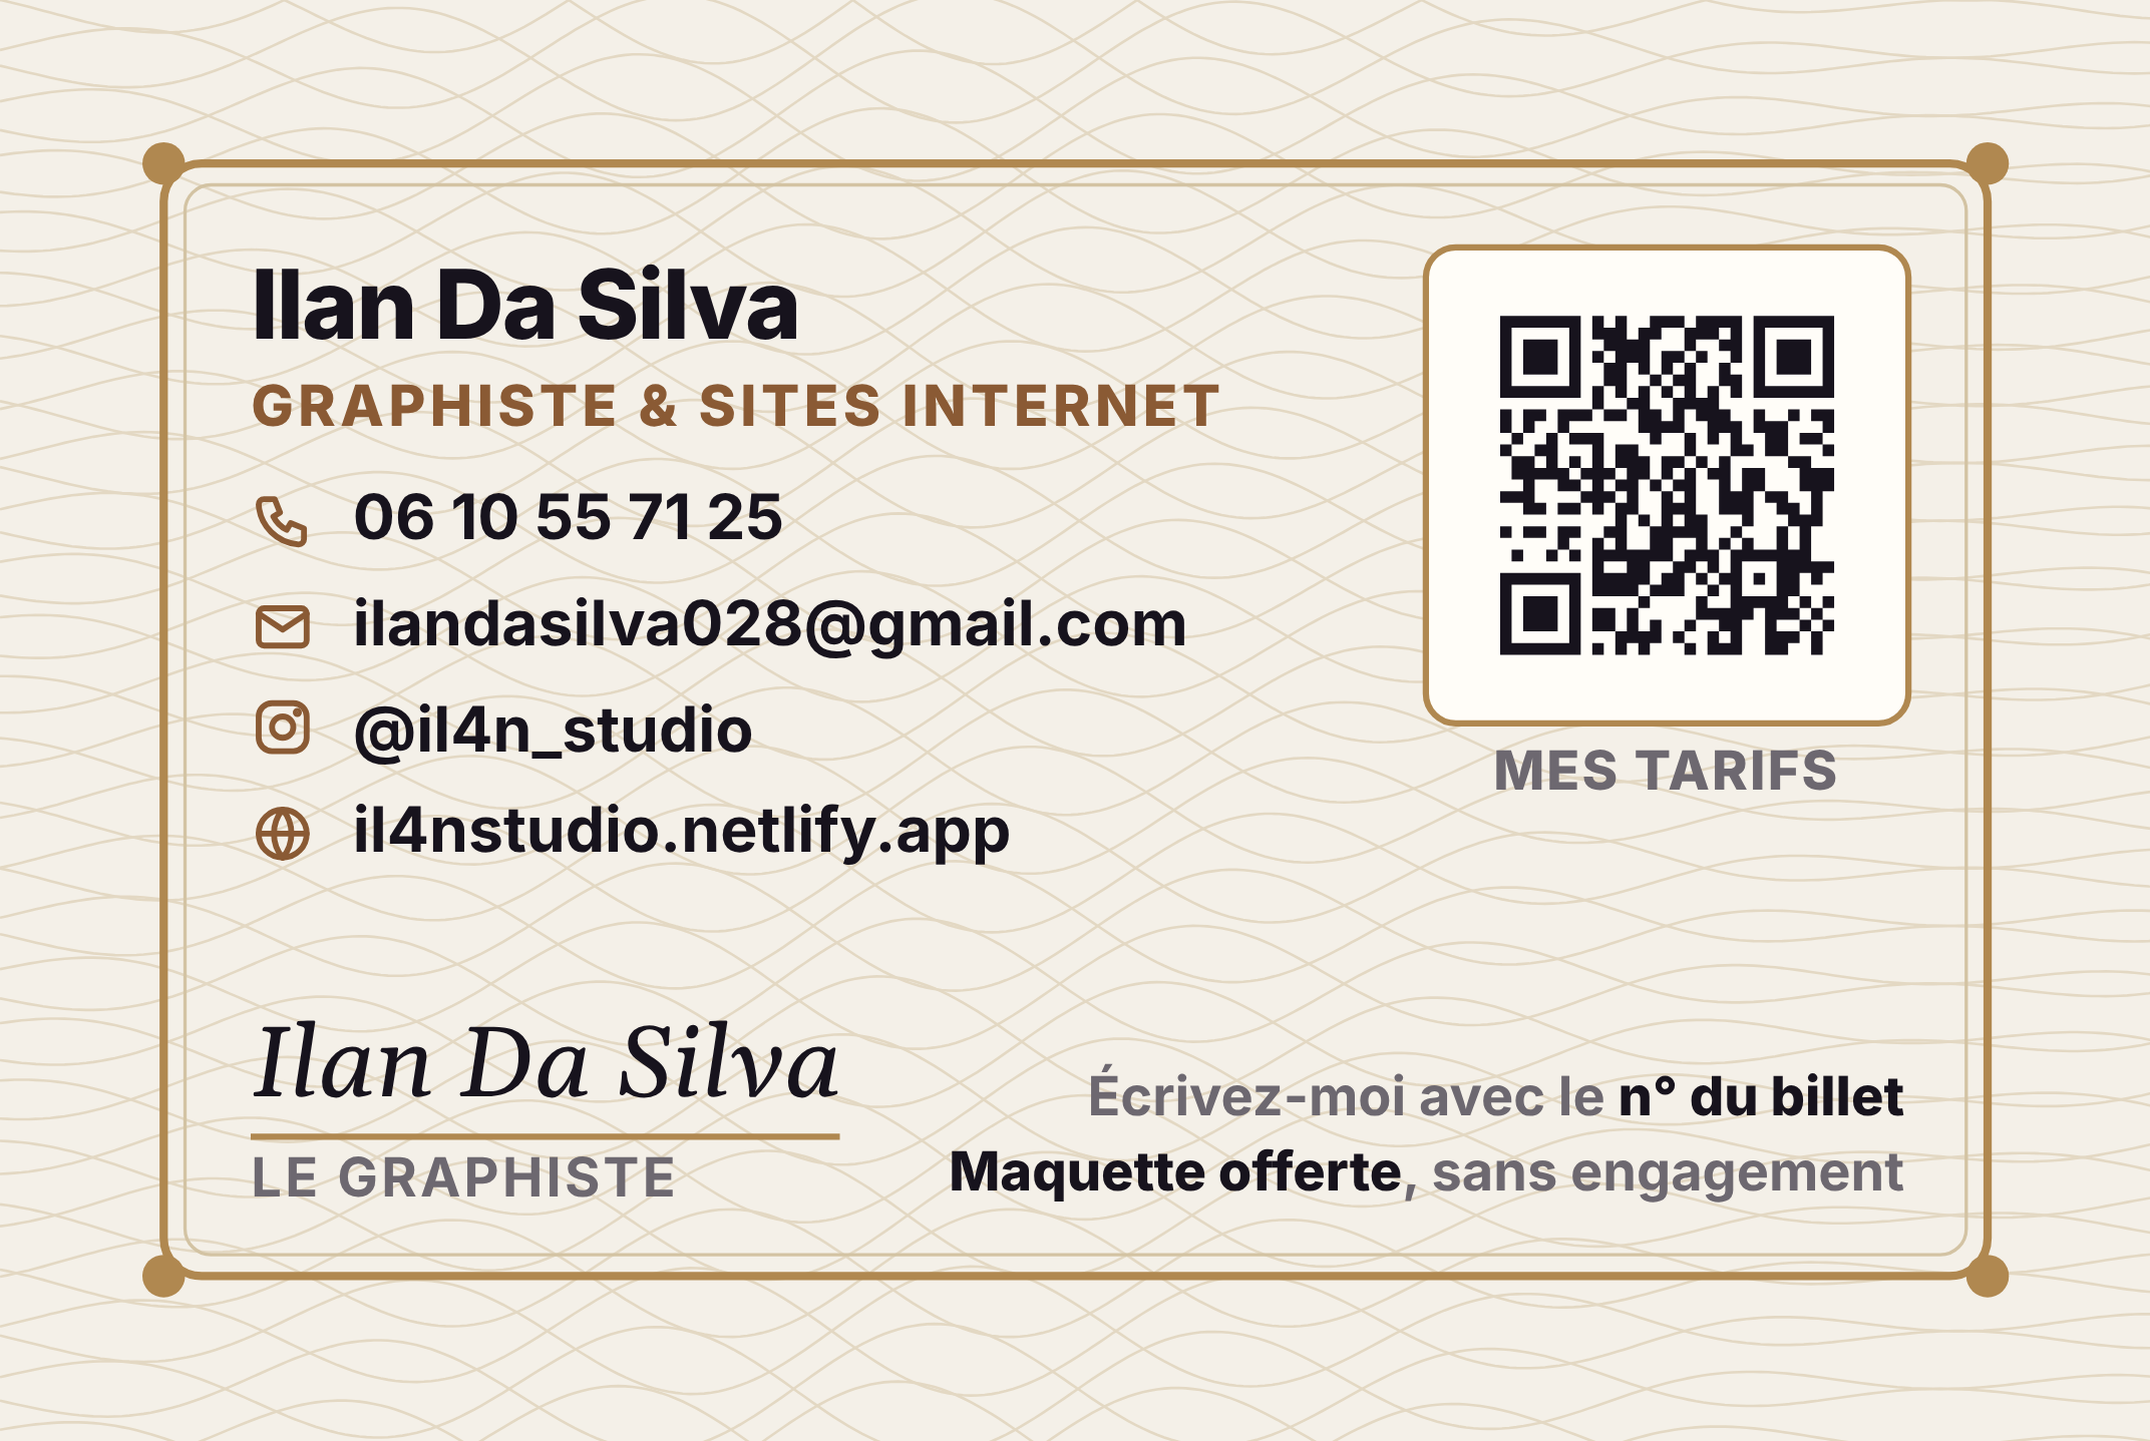 Ilan Da Silva
GRAPHISTE & SITES INTERNET
06 10 55 71 25
ilandasilva028@gmail.com
@il4n_studio
il4nstudio.netlify.app
MES TARIFS
Ilan Da Silva
LE GRAPHISTE
Écrivez-moi avec le n° du billet
Maquette offerte, sans engagement